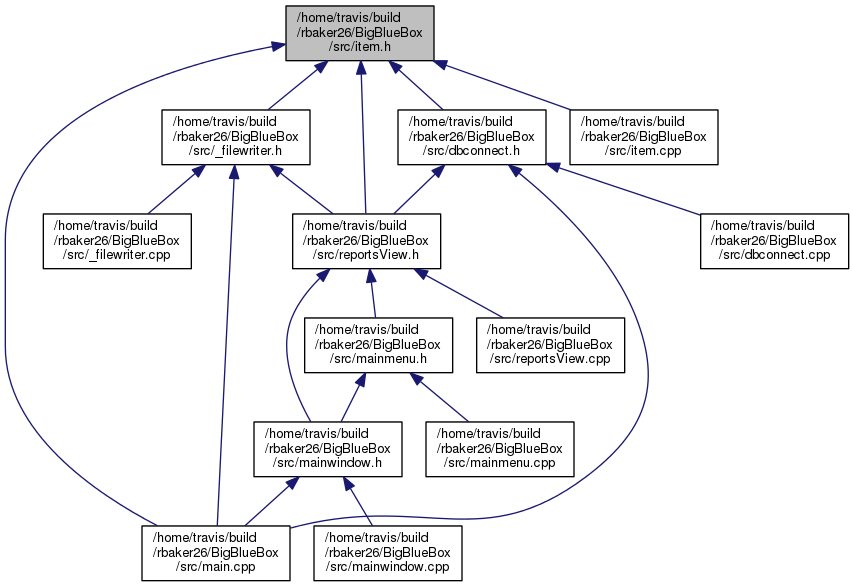 /home/travis/build
/rbaker26/BigBlueBox
/src/item.h
/home/travis/build
/rbaker26/BigBlueBox
/src/_filewriter.h
/home/travis/build
/rbaker26/BigBlueBox
/src/dbconnect.h
/home/travis/build
/rbaker26/BigBlueBox
/src/item.cpp
/home/travis/build
/rbaker26/BigBlueBox
/src/_filewriter.cpp
/home/travis/build
/rbaker26/BigBlueBox
/src/reportsView.h
/home/travis/build
/rbaker26/BigBlueBox
/src/dbconnect.cpp
/home/travis/build
/rbaker26/BigBlueBox
/src/mainmenu.h
/home/travis/build
/rbaker26/BigBlueBox
/src/reportsView.cpp
/home/travis/build
/rbaker26/BigBlueBox
/src/mainwindow.h
/home/travis/build
/rbaker26/BigBlueBox
/src/mainmenu.cpp
/home/travis/build
/rbaker26/BigBlueBox
/src/main.cpp
/home/travis/build
/rbaker26/BigBlueBox
/src/mainwindow.cpp